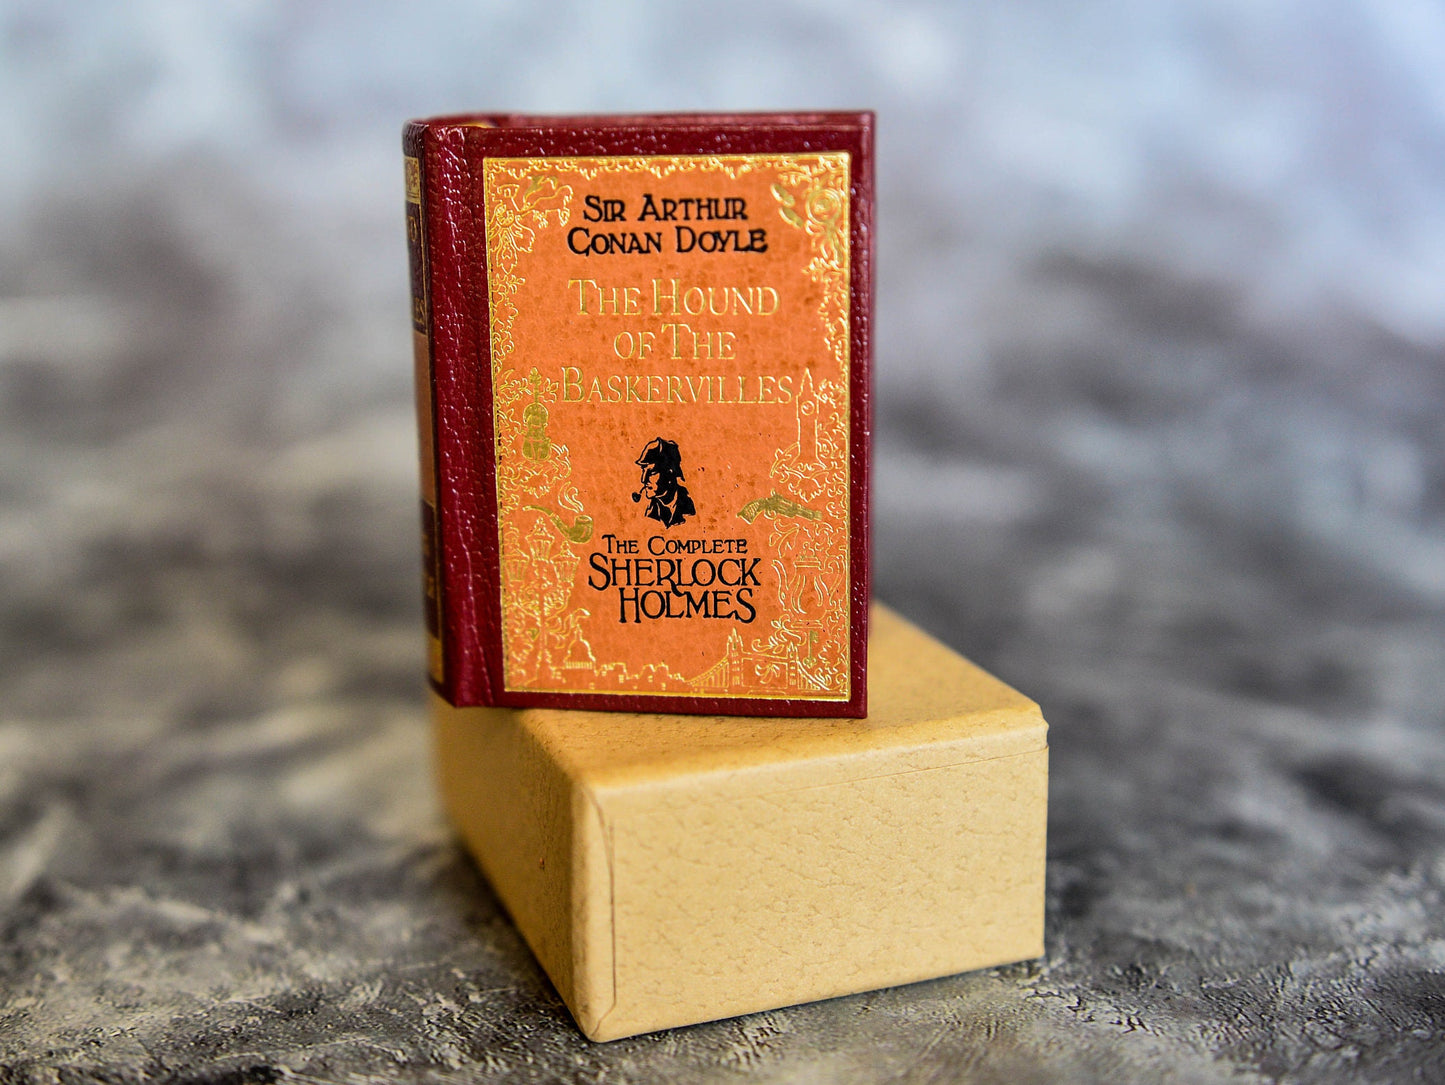 Sir Arthur
Conan Doyle
The Hound
of The
Baskervilles
The Complete
Sherlock
Holmes